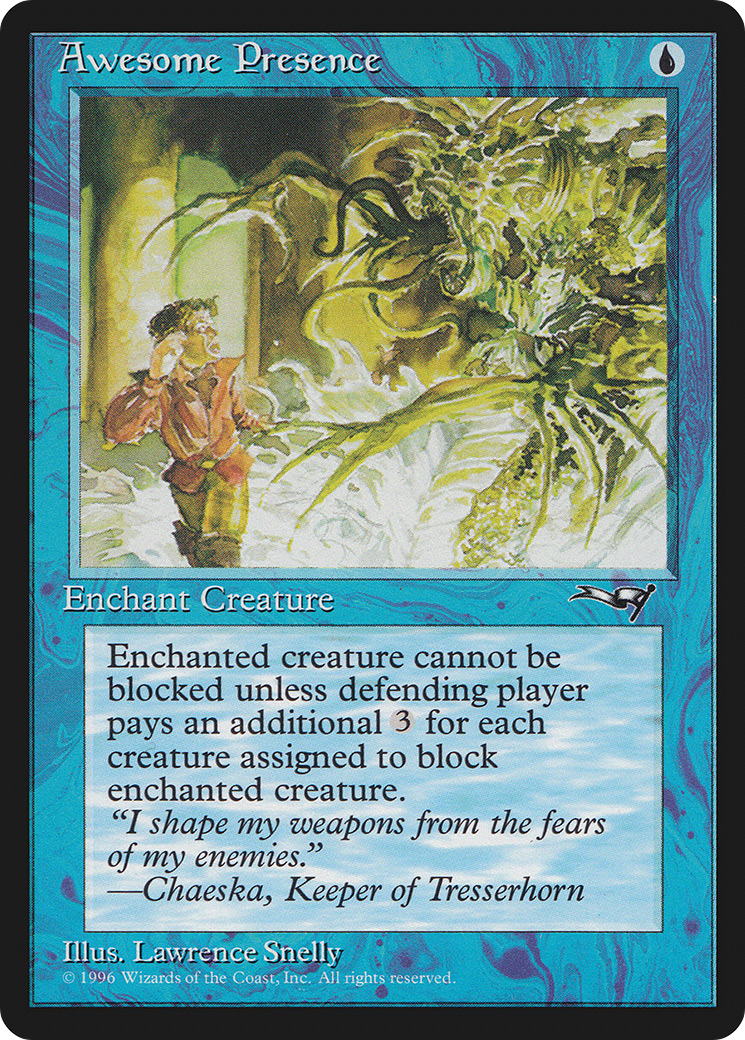 Awesome Presence
Enchant Creature
Enchanted creature cannot be
blocked unless defending player
pays an additional 3 for each
creature assigned to block
enchanted creature.
“I shape my weapons from the fears
of my enemies.”
—Chaeska, Keeper of Tresserhorn
Illus. Lawrence Snelly
© 1996 Wizards of the Coast, Inc. All rights reserved.